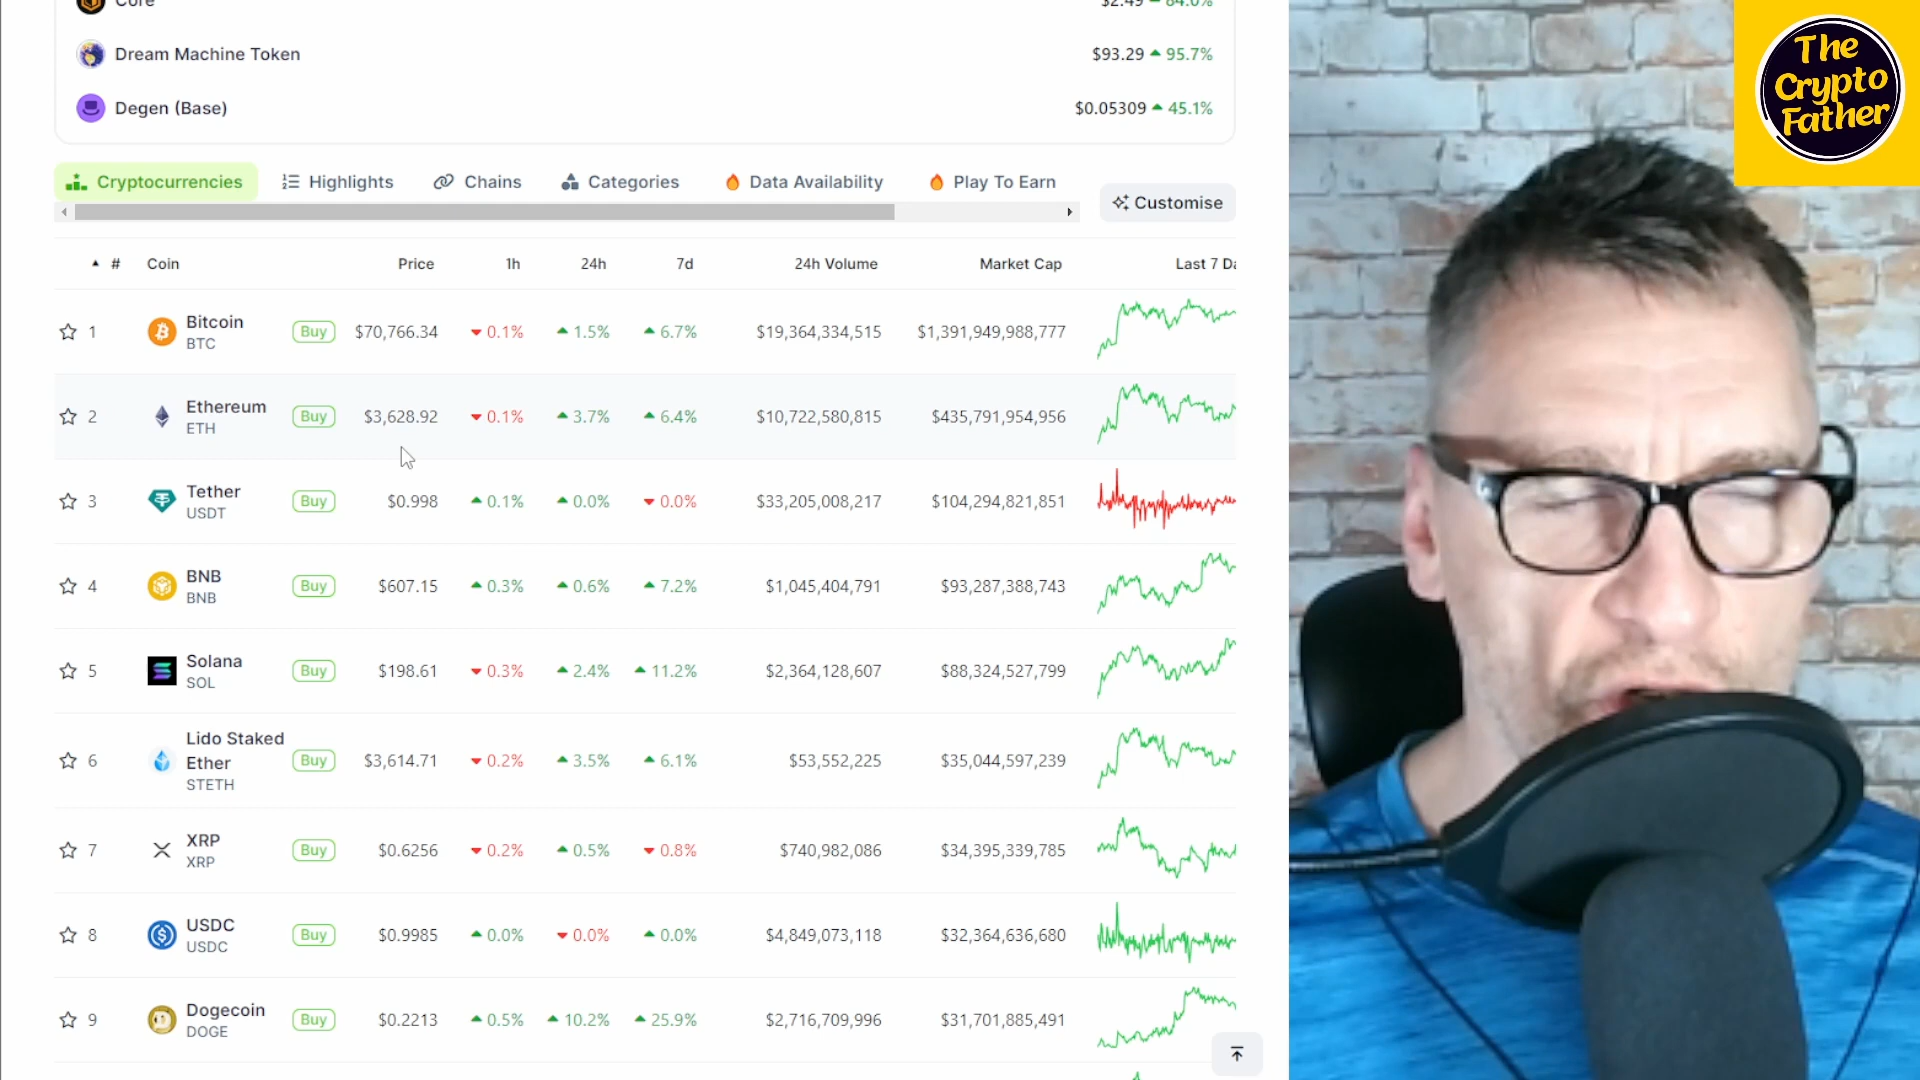 Core $2.49 84.0%
Dream Machine Token $93.29 95.7%
Degen (Base) $0.05309 45.1%
Cryptocurrencies Highlights Chains Categories Data Availability Play To Earn Customise
# Coin Price 1h 24h 7d 24h Volume Market Cap Last 7 Da
1 Bitcoin BTC Buy $70,766.34 0.1% 1.5% 6.7% $19,364,334,515 $1,391,949,988,777
2 Ethereum ETH Buy $3,628.92 0.1% 3.7% 6.4% $10,722,580,815 $435,791,954,956
3 Tether USDT Buy $0.998 0.1% 0.0% 0.0% $33,205,008,217 $104,294,821,851
4 BNB BNB Buy $607.15 0.3% 0.6% 7.2% $1,045,404,791 $93,287,388,743
5 Solana SOL Buy $198.61 0.3% 2.4% 11.2% $2,364,128,607 $88,324,527,799
6 Lido Staked Ether STETH Buy $3,614.71 0.2% 3.5% 6.1% $53,552,225 $35,044,597,239
7 XRP XRP Buy $0.6256 0.2% 0.5% 0.8% $740,982,086 $34,395,339,785
8 USDC USDC Buy $0.9985 0.0% 0.0% 0.0% $4,849,073,118 $32,364,636,680
9 Dogecoin DOGE Buy $0.2213 0.5% 10.2% 25.9% $2,716,709,996 $31,701,885,491
The
Crypto
Father